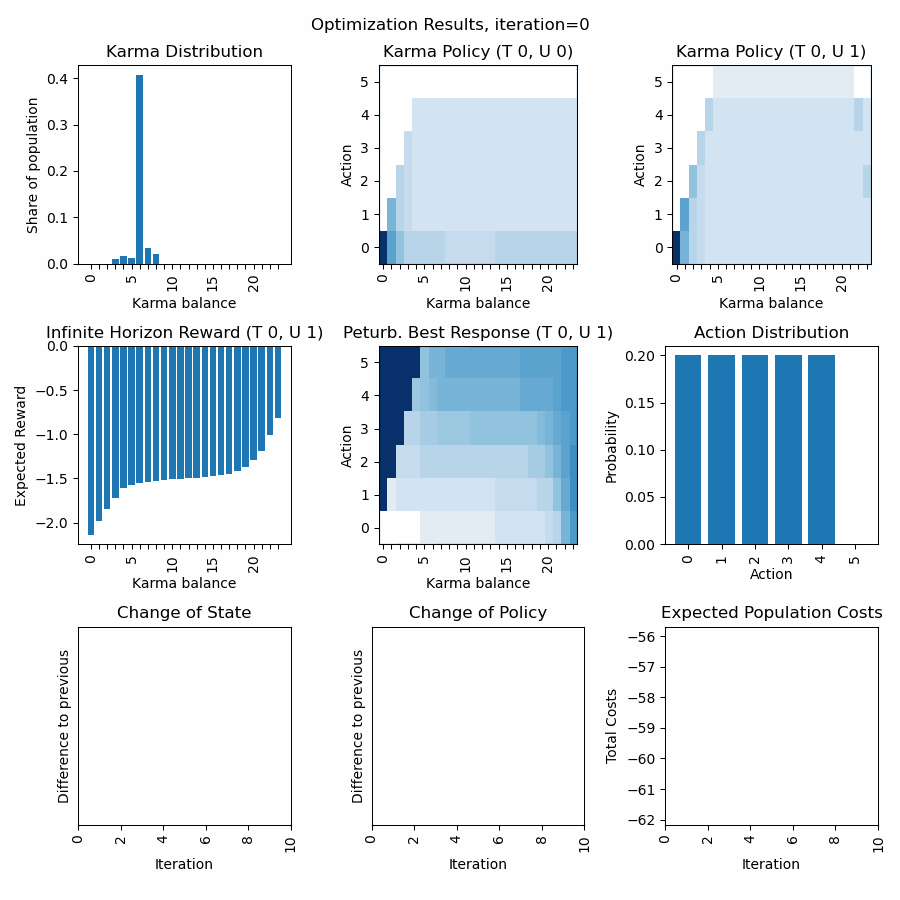 Optimization Results, iteration=0
Karma Distribution
Share of population
0.4
0.3
0.2
0.1
0.0
0 5 10 15 20
Karma balance
Karma Policy (T 0, U 0)
Action
5
4
3
2
1
0
0 5 10 15 20
Karma balance
Karma Policy (T 0, U 1)
Action
5
4
3
2
1
0
0 5 10 15 20
Karma balance
Infinite Horizon Reward (T 0, U 1)
Expected Reward
0.0
−0.5
−1.0
−1.5
−2.0
0 5 10 15 20
Karma balance
Peturb. Best Response (T 0, U 1)
Action
5
4
3
2
1
0
0 5 10 15 20
Karma balance
Action Distribution
Probability
0.20
0.15
0.10
0.05
0.00
0 1 2 3 4 5
Action
Change of State
Difference to previous
0 2 4 6 8 10
Iteration
Change of Policy
Difference to previous
0 2 4 6 8 10
Iteration
Expected Population Costs
Total Costs
−56
−57
−58
−59
−60
−61
−62
0 2 4 6 8 10
Iteration